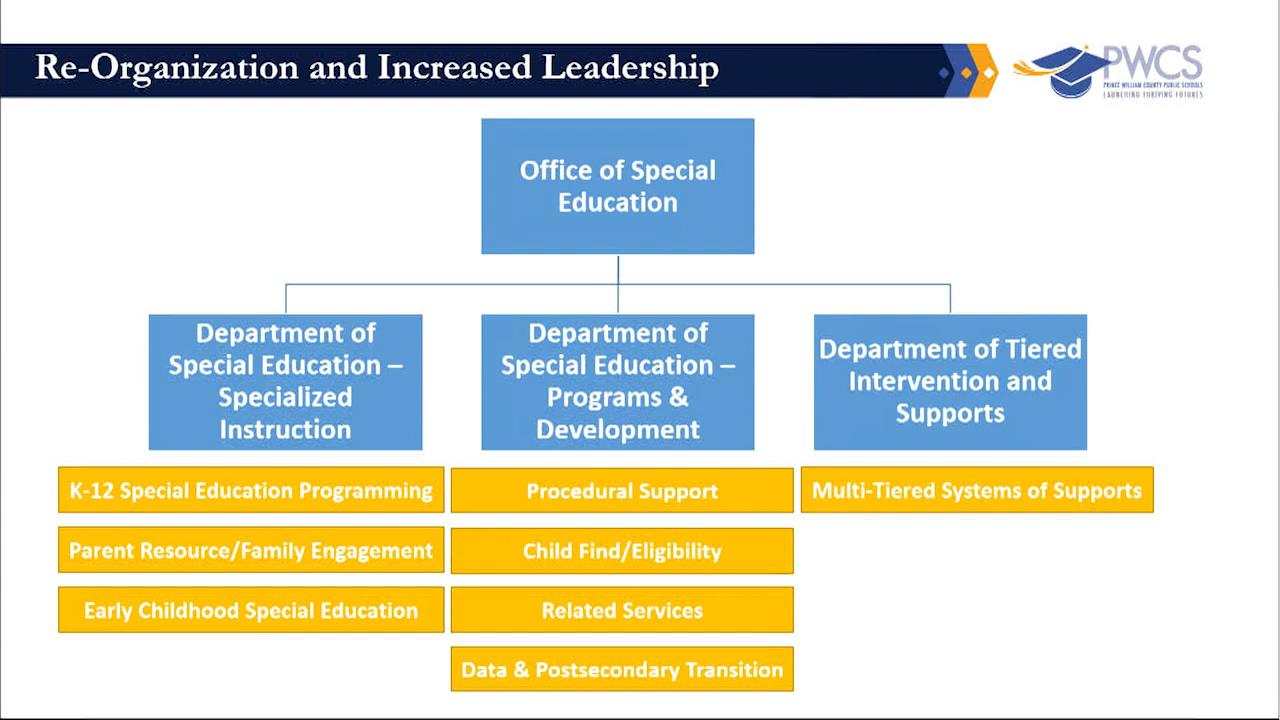 Re-Organization and Increased Leadership
PWCS
PRINCE WILLIAM COUNTY PUBLIC SCHOOLS
LAUNCHING THRIVING FUTURES
Office of Special
Education
Department of
Special Education –
Specialized
Instruction
Department of
Special Education –
Programs &
Development
Department of Tiered
Intervention and
Supports
K-12 Special Education Programming
Procedural Support
Multi-Tiered Systems of Supports
Parent Resource/Family Engagement
Child Find/Eligibility
Early Childhood Special Education
Related Services
Data & Postsecondary Transition